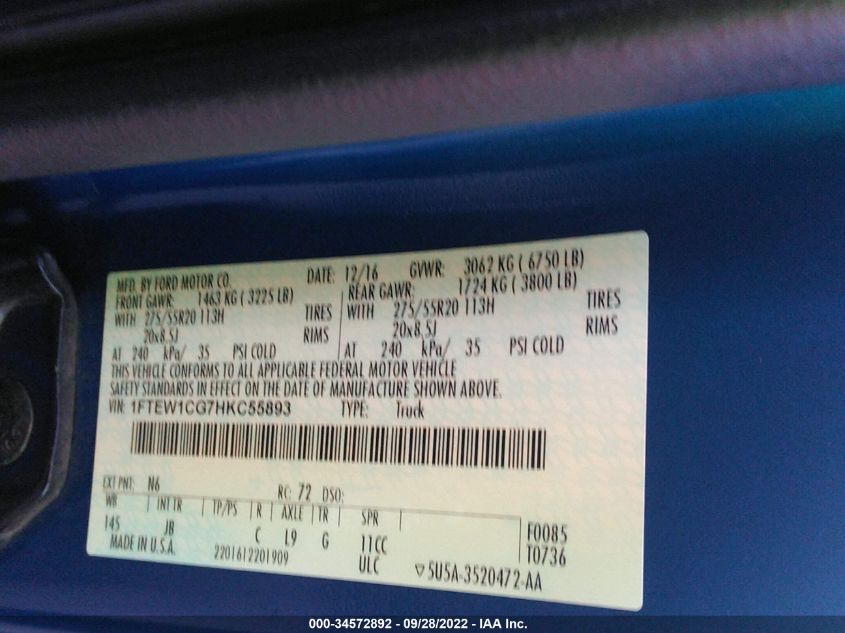 MFD. BY FORD MOTOR CO. DATE: 12/16 GVWR: 3062 KG ( 6750 LB)
FRONT GAWR: 1463 KG ( 3225 LB) REAR GAWR: 1724 KG ( 3800 LB)
WITH 275/55R20 113H TIRES WITH 275/55R20 113H TIRES
20x8.5J RIMS 20x8.5J RIMS
AT 240 kPa/ 35 PSI COLD AT 240 kPa/ 35 PSI COLD
THIS VEHICLE CONFORMS TO ALL APPLICABLE FEDERAL MOTOR VEHICLE
SAFETY STANDARDS IN EFFECT ON THE DATE OF MANUFACTURE SHOWN ABOVE.
VIN: 1FTEW1CG7HKC55893 TYPE: Truck
EXT PNT: N6 RC: 72 DSO:
WB INT TR TP/PS R AXLE TR SPR
145 JB C L9 G 11CC F0085
MADE IN U.S.A. 2201612201909 ULC T0736
5U5A-3520472-AA
000-34572892 - 09/28/2022 - IAA Inc.